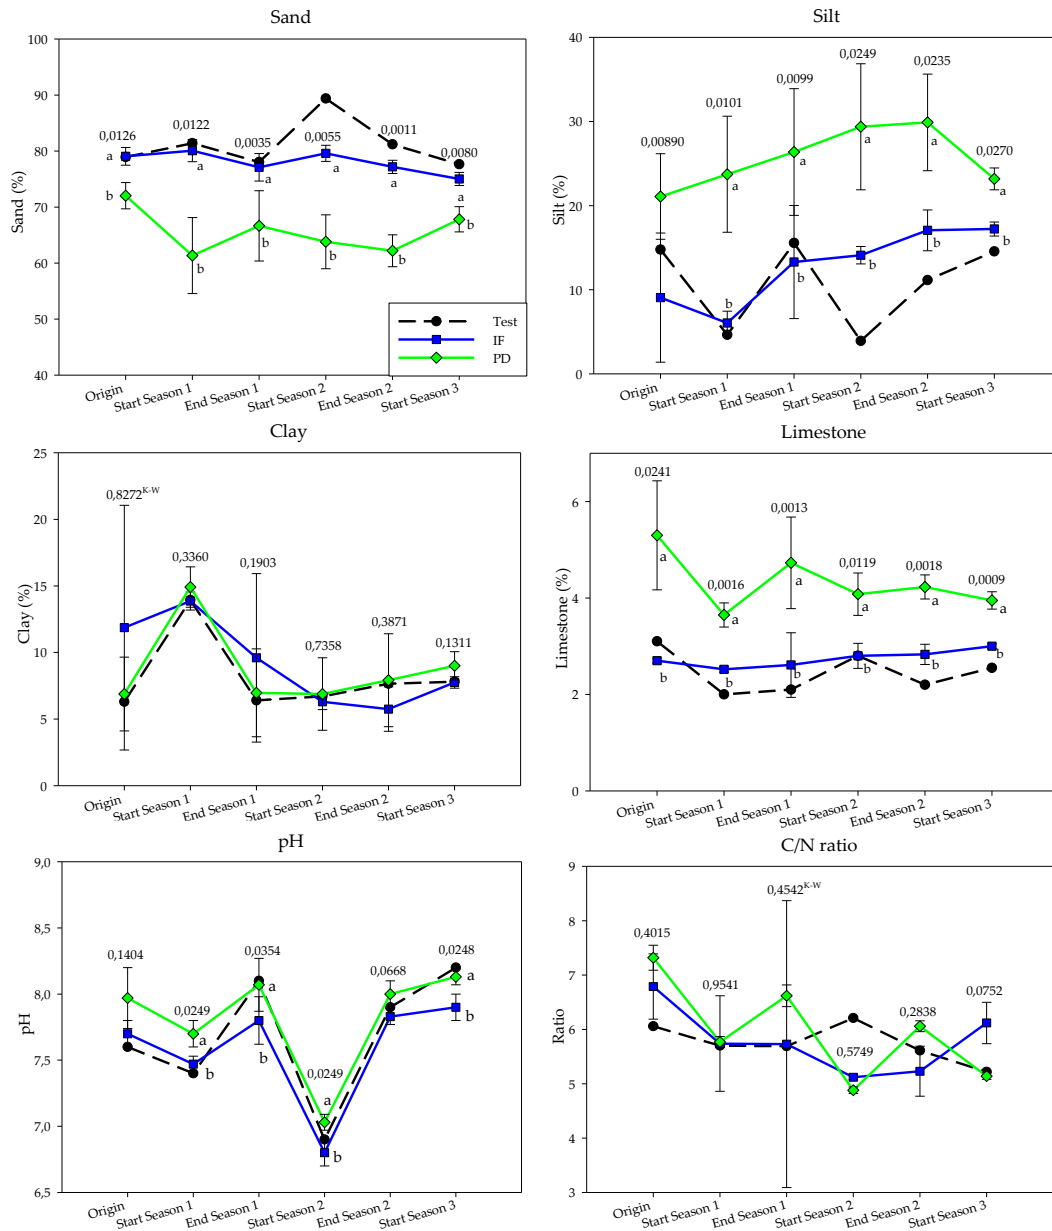 Sand
Sand (%)
100
90
80
70
60
50
40
0,0126
0,0122
0,0035
0,0055
0,0011
0,0080
a
a
a
a
a
a
b
b
b
b
b
b
Test
IF
PD
Origin
Start Season 1
End Season 1
Start Season 2
End Season 2
Start Season 3
Silt
Silt (%)
40
30
20
10
0
0,00890
0,0101
0,0099
0,0249
0,0235
0,0270
a
a
a
a
a
b
b
b
b
b
Origin
Start Season 1
End Season 1
Start Season 2
End Season 2
Start Season 3
Clay
Clay (%)
25
20
15
10
5
0
0,8272K-W
0,3360
0,1903
0,7358
0,3871
0,1311
Origin
Start Season 1
End Season 1
Start Season 2
End Season 2
Start Season 3
Limestone
Limestone (%)
6
4
2
0
0,0241
0,0016
0,0013
0,0119
0,0018
0,0009
a
a
a
a
a
a
b
b
b
b
b
b
Origin
Start Season 1
End Season 1
Start Season 2
End Season 2
Start Season 3
pH
pH
9,0
8,5
8,0
7,5
7,0
6,5
0,1404
0,0249
0,0354
0,0249
0,0668
0,0248
a
a
a
a
b
b
b
b
Origin
Start Season 1
End Season 1
Start Season 2
End Season 2
Start Season 3
C/N ratio
Ratio
9
8
7
6
5
4
3
0,4015
0,9541
0,4542K-W
0,5749
0,2838
0,0752
Origin
Start Season 1
End Season 1
Start Season 2
End Season 2
Start Season 3